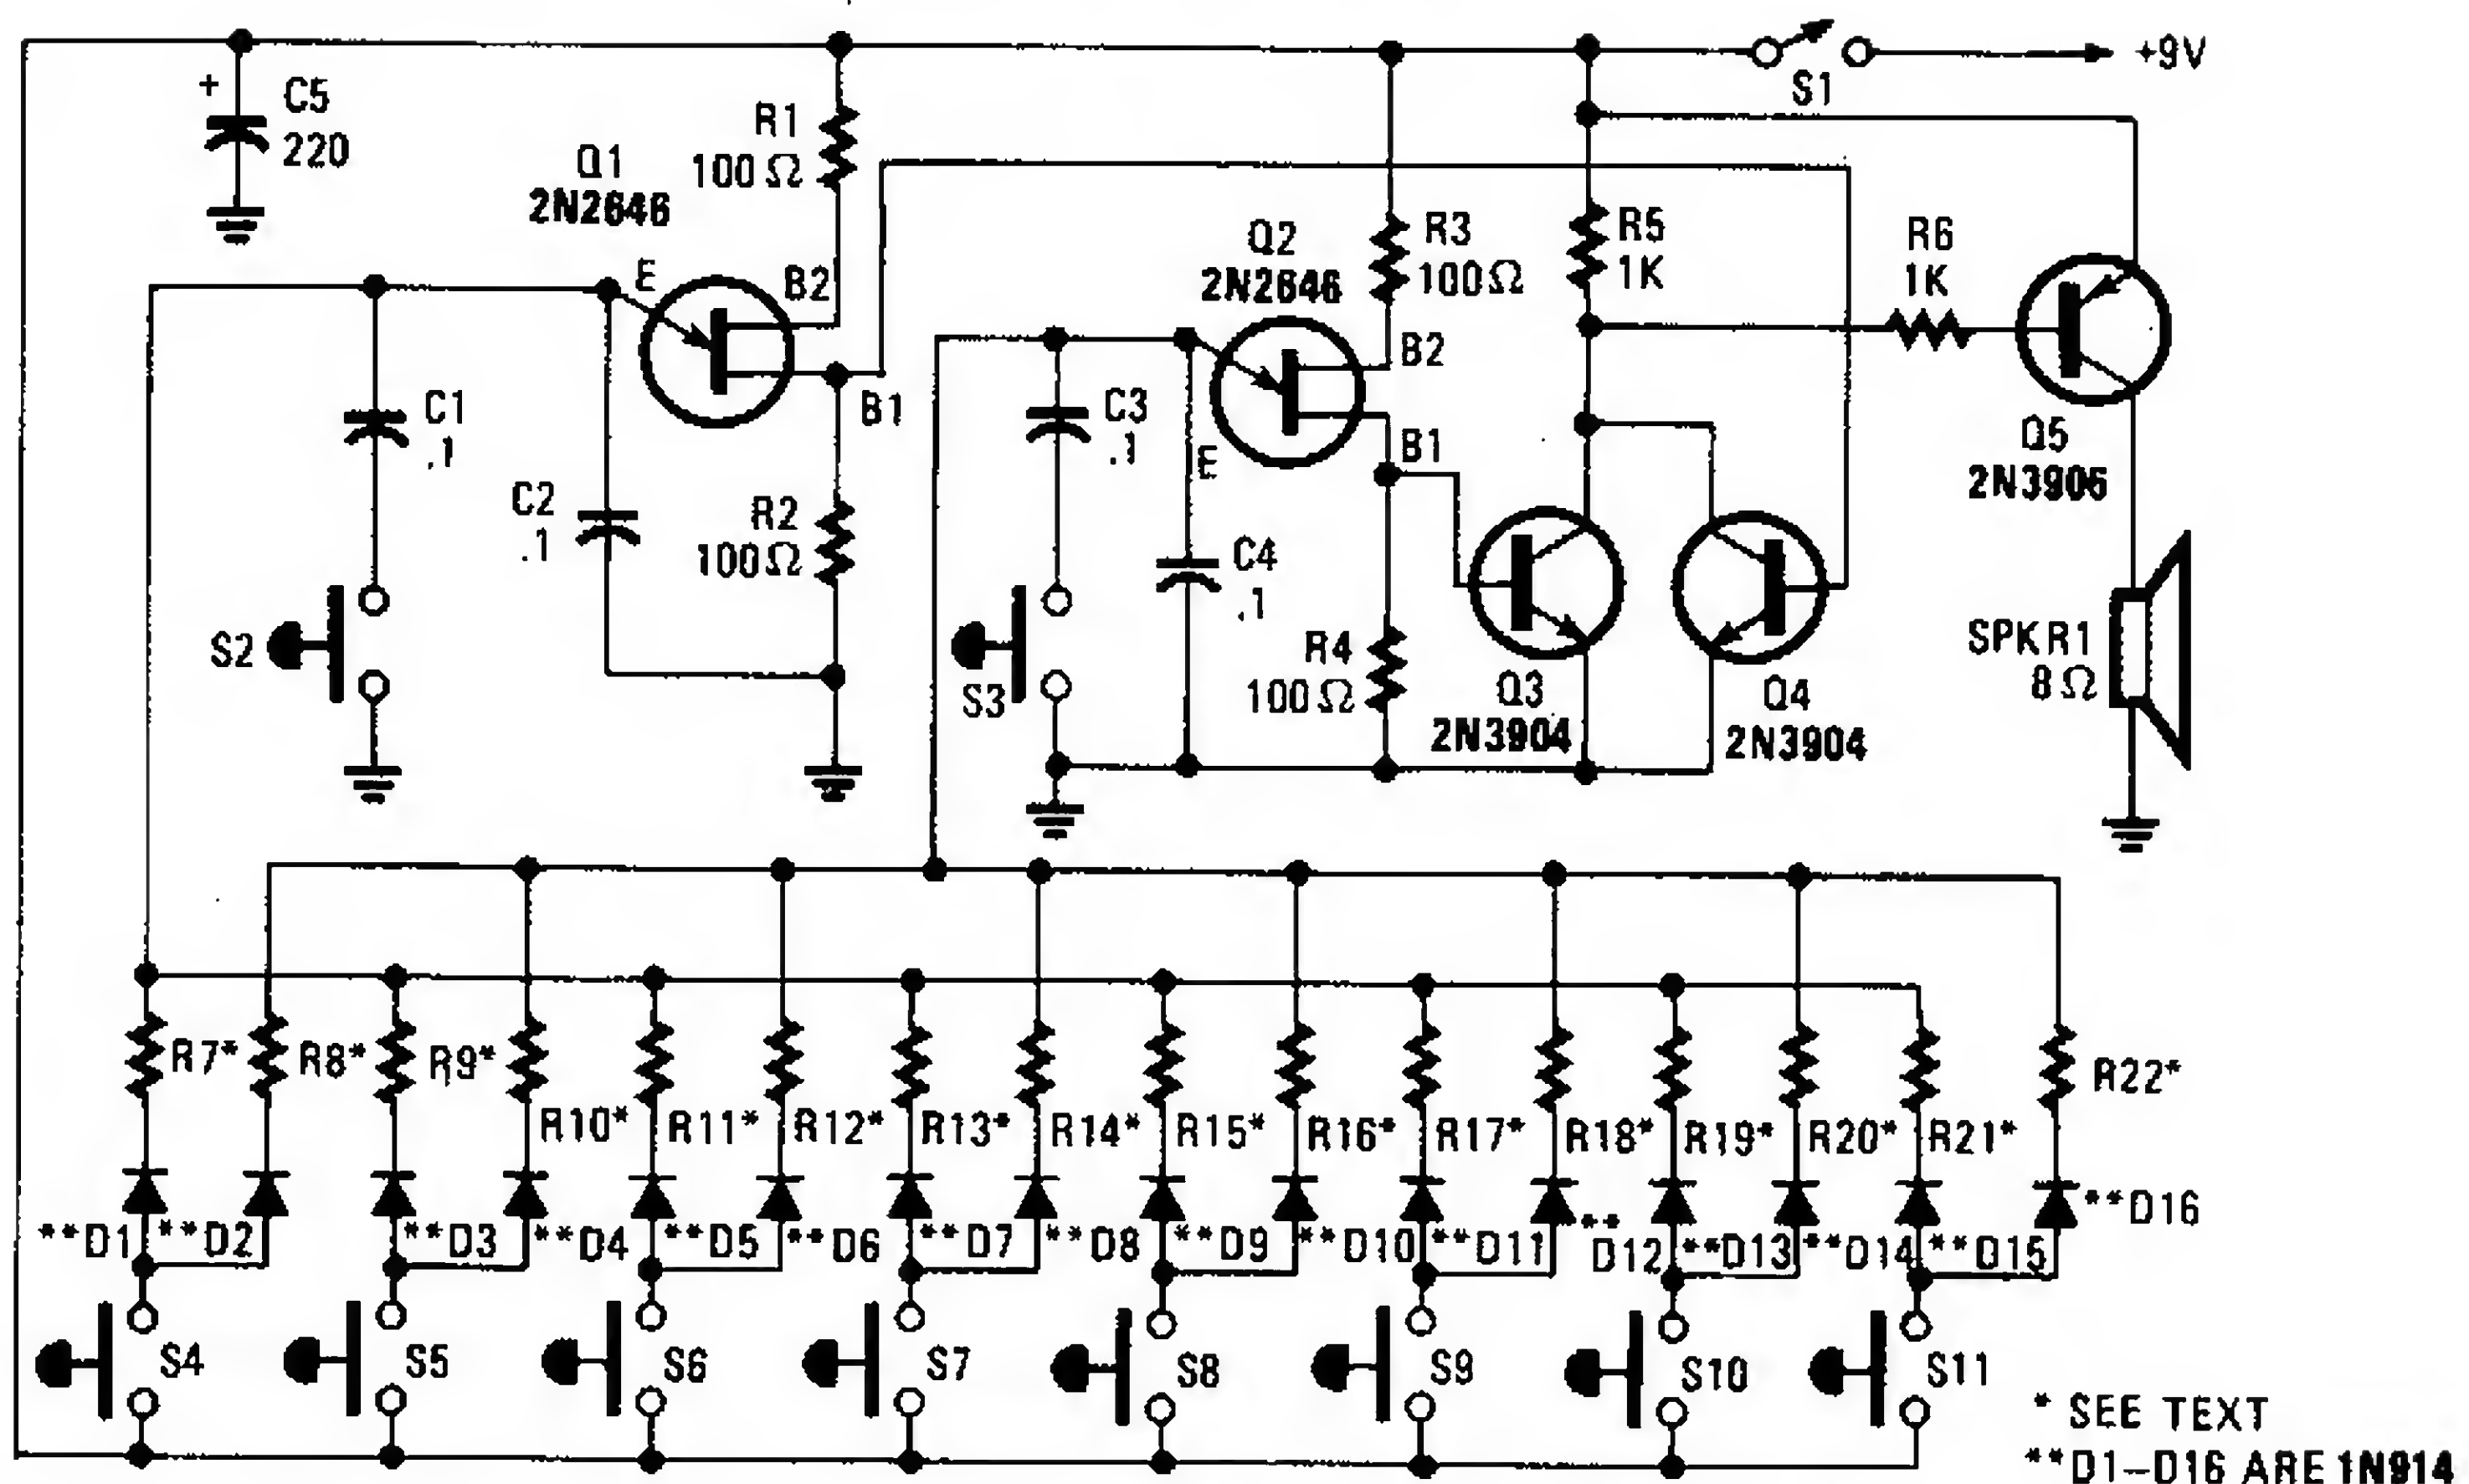 +9V
S1
+
C5
220
R1
100Ω
Q1
2N2646
E
B2
B1
C1
.1
C2
.1
R2
100Ω
S2
Q2
2N2646
R3
100Ω
B2
B1
E
C3
.1
C4
.1
R4
100Ω
S3
R5
1K
R6
1K
Q3
2N3904
Q4
2N3904
Q5
2N3906
SPKR1
8Ω
R7*
R8*
R9*
R10*
R11*
R12*
R13*
R14*
R15*
R16*
R17*
R18*
R19*
R20*
R21*
R22*
**D1
**D2
**D3
**D4
**D5
**D6
**D7
**D8
**D9
**D10
**D11
**
D12
**D13
**D14
**D15
**D16
S4
S5
S6
S7
S8
S9
S10
S11
* SEE TEXT
**D1–D16 ARE 1N914